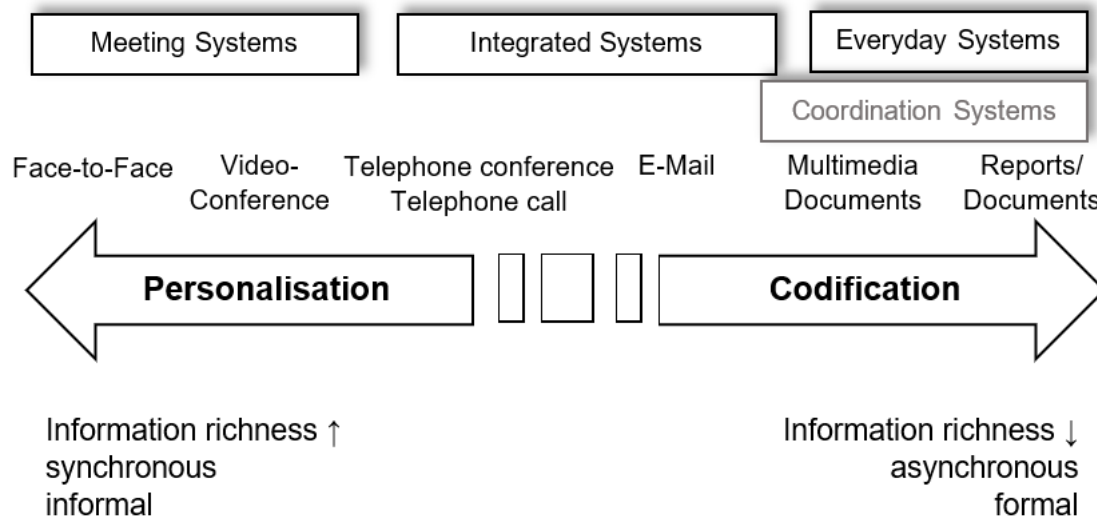 Meeting Systems
Integrated Systems
Everyday Systems
Coordination Systems
Face-to-Face
Video-
Conference
Telephone conference
Telephone call
E-Mail
Multimedia
Documents
Reports/
Documents
Personalisation
Codification
Information richness ↑
synchronous
informal
Information richness ↓
asynchronous
formal